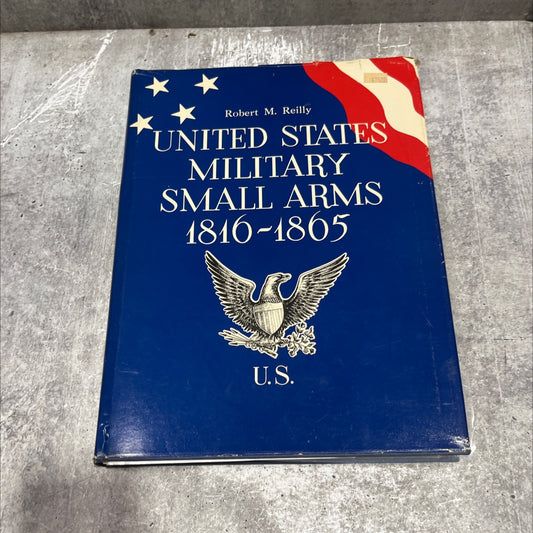 Robert M. Reilly
UNITED STATES
MILITARY
SMALL ARMS
1816-1865
U.S.